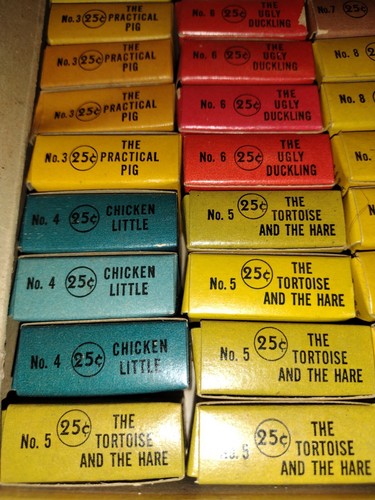 No. 3 25¢ THE
PRACTICAL
PIG
No. 6 25¢ THE
UGLY
DUCKLING
No. 7 25¢
No. 3 25¢ THE
PRACTICAL
PIG
No. 6 25¢ THE
UGLY
DUCKLING
No. 8 25¢
No. 3 25¢ THE
PRACTICAL
PIG
No. 6 25¢ THE
UGLY
DUCKLING
No. 8
No. 3 25¢ THE
PRACTICAL
PIG
No. 6 25¢ THE
UGLY
DUCKLING
No. 4 25¢ CHICKEN
LITTLE
No. 5 25¢ THE
TORTOISE
AND THE HARE
No. 4 25¢ CHICKEN
LITTLE
No. 5 25¢ THE
TORTOISE
AND THE HARE
No. 4 25¢ CHICKEN
LITTLE
No. 5 25¢ THE
TORTOISE
AND THE HARE
No. 5 25¢ THE
TORTOISE
AND THE HARE
25¢ THE
TORTOISE
AND THE HARE